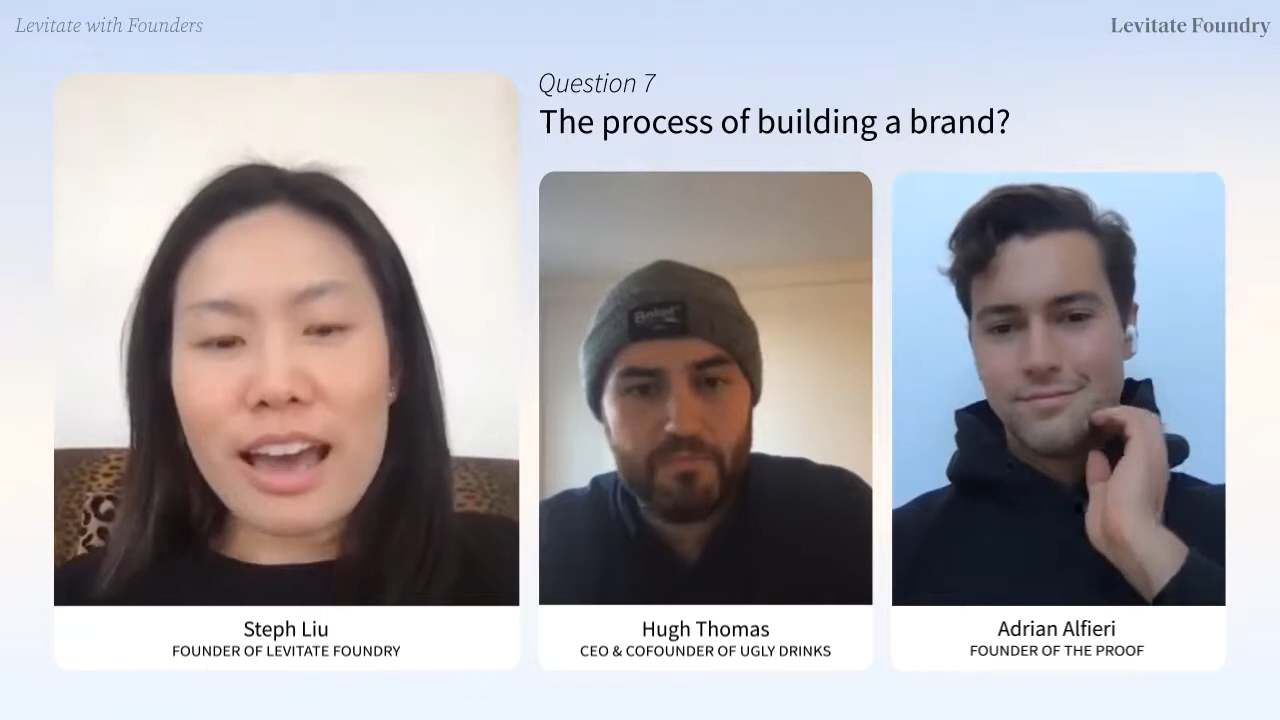 Levitate with Founders
Levitate Foundry
Question 7
The process of building a brand?
Steph Liu
FOUNDER OF LEVITATE FOUNDRY
Hugh Thomas
CEO & COFOUNDER OF UGLY DRINKS
Adrian Alfieri
FOUNDER OF THE PROOF